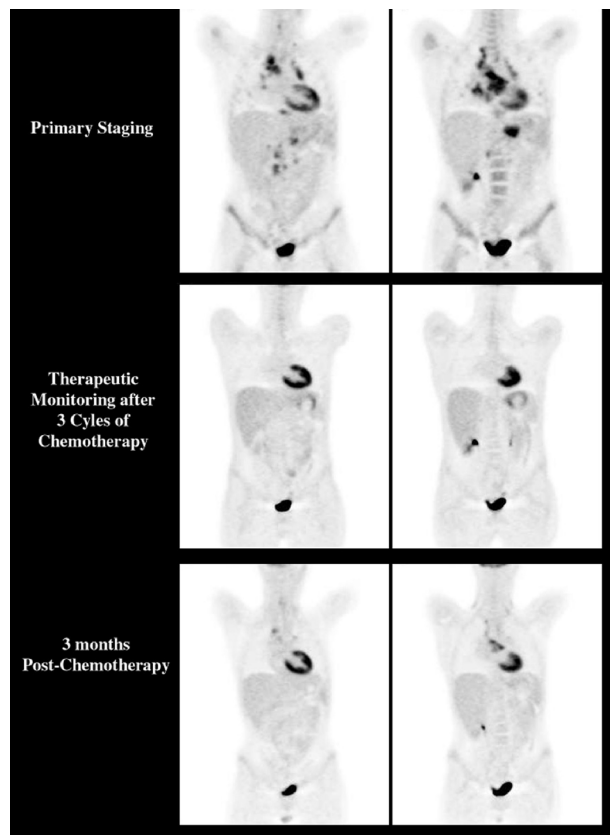 Primary Staging
Therapeutic
Monitoring after
3 Cyles of
Chemotherapy
3 months
Post-Chemotherapy